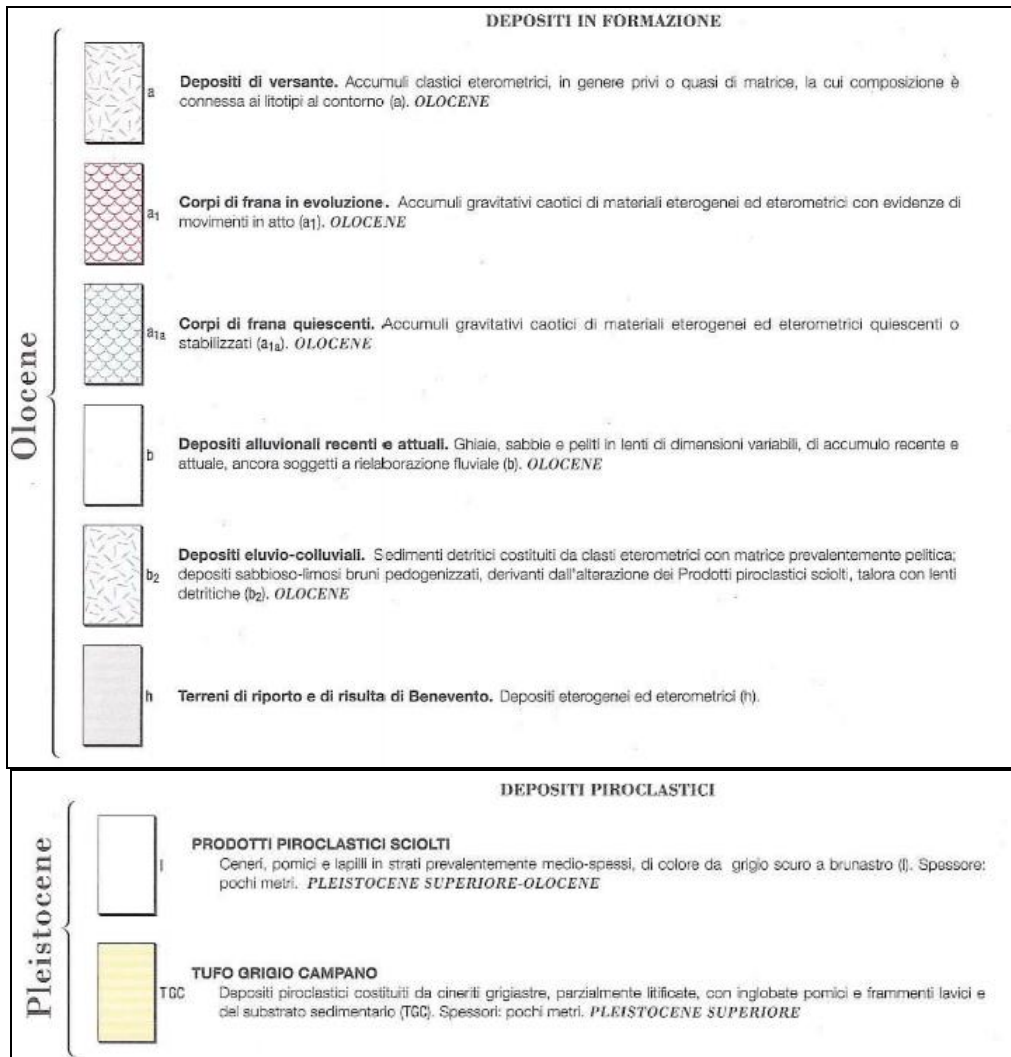 DEPOSITI IN FORMAZIONE
Olocene
a
Depositi di versante. Accumuli clastici eterometrici, in genere privi o quasi di matrice, la cui composizione è
connessa ai litotipi al contorno (a). OLOCENE
a1
Corpi di frana in evoluzione. Accumuli gravitativi caotici di materiali eterogenei ed eterometrici con evidenze di
movimenti in atto (a1). OLOCENE
a1a
Corpi di frana quiescenti. Accumuli gravitativi caotici di materiali eterogenei ed eterometrici quiescenti o
stabilizzati (a1a). OLOCENE
b
Depositi alluvionali recenti e attuali. Ghiaie, sabbie e peliti in lenti di dimensioni variabili, di accumulo recente e
attuale, ancora soggetti a rielaborazione fluviale (b). OLOCENE
b2
Depositi eluvio-colluviali. Sedimenti detritici costituiti da clasti eterometrici con matrice prevalentemente pelitica;
depositi sabbioso-limosi bruni pedogenizzati, derivanti dall'alterazione dei Prodotti piroclastici sciolti, talora con lenti
detritiche (b2). OLOCENE
h
Terreni di riporto e di risulta di Benevento. Depositi eterogenei ed eterometrici (h).
DEPOSITI PIROCLASTICI
Pleistocene
l
PRODOTTI PIROCLASTICI SCIOLTI
Ceneri, pomici e lapilli in strati prevalentemente medio-spessi, di colore da grigio scuro a brunastro (l). Spessore:
pochi metri. PLEISTOCENE SUPERIORE-OLOCENE
TGC
TUFO GRIGIO CAMPANO
Depositi piroclastici costituiti da cineriti grigiastre, parzialmente litificate, con inglobate pomici e frammenti lavici e
del substrato sedimentario (TGC). Spessori: pochi metri. PLEISTOCENE SUPERIORE